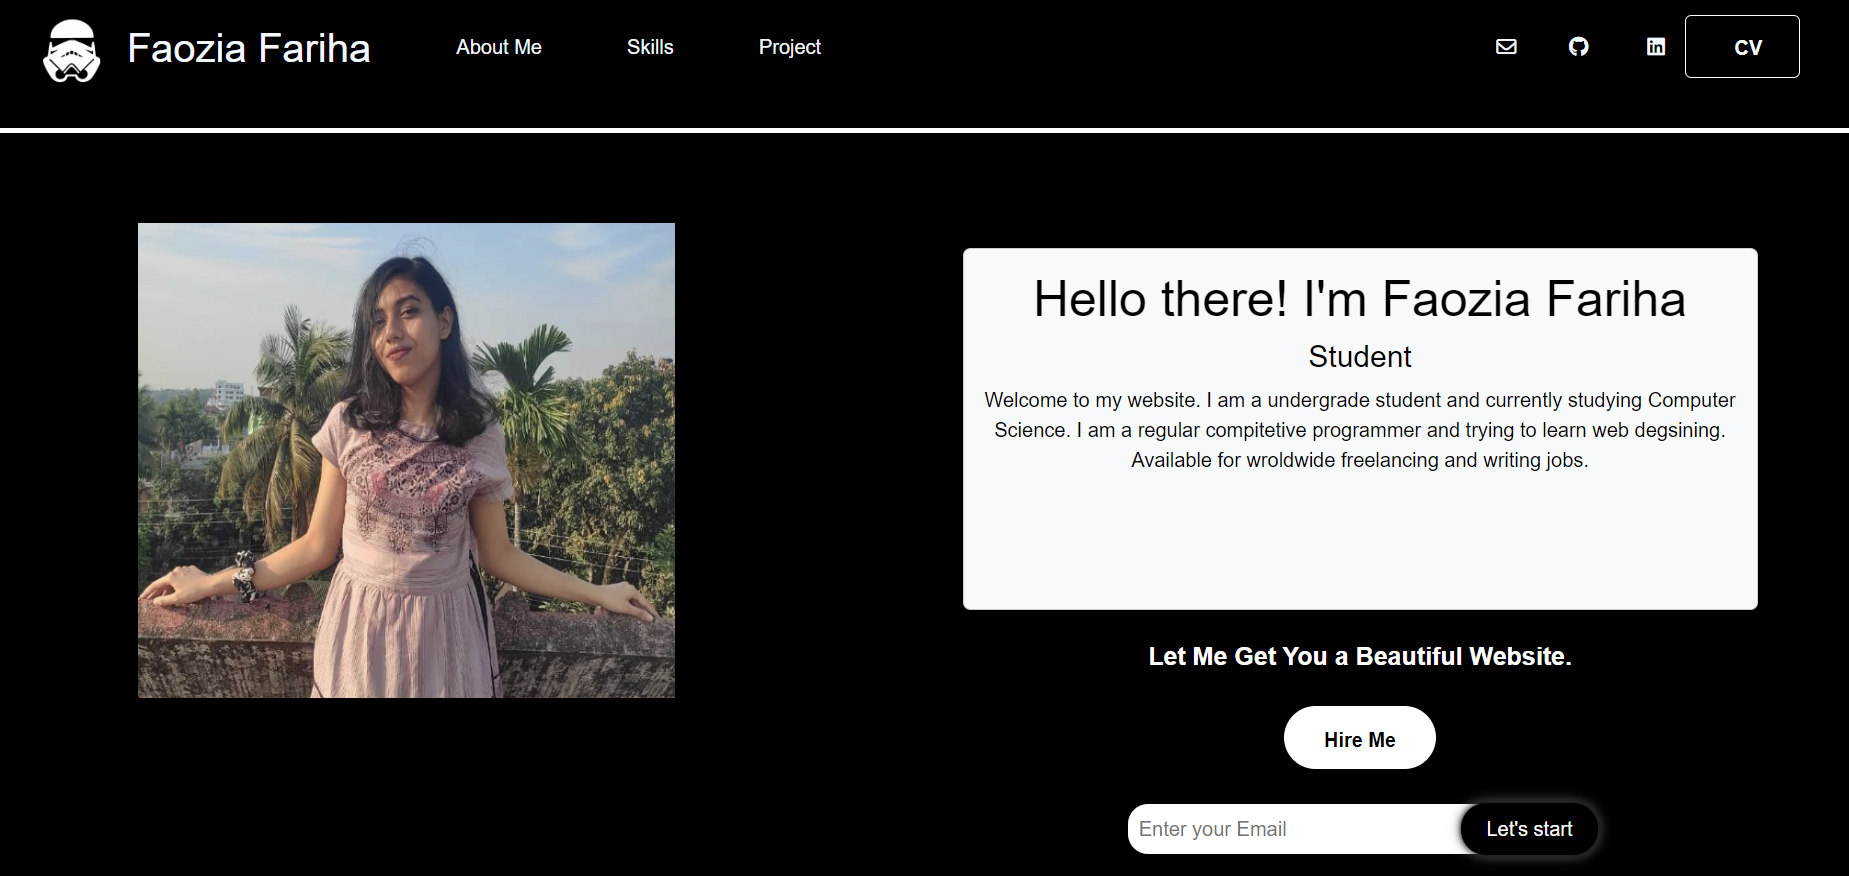 Faozia Fariha
About Me
Skills
Project
CV
Hello there! I'm Faozia Fariha
Student
Welcome to my website. I am a undergrade student and currently studying Computer
Science. I am a regular compitetive programmer and trying to learn web degsining.
Available for wroldwide freelancing and writing jobs.
Let Me Get You a Beautiful Website.
Hire Me
Enter your Email
Let's start